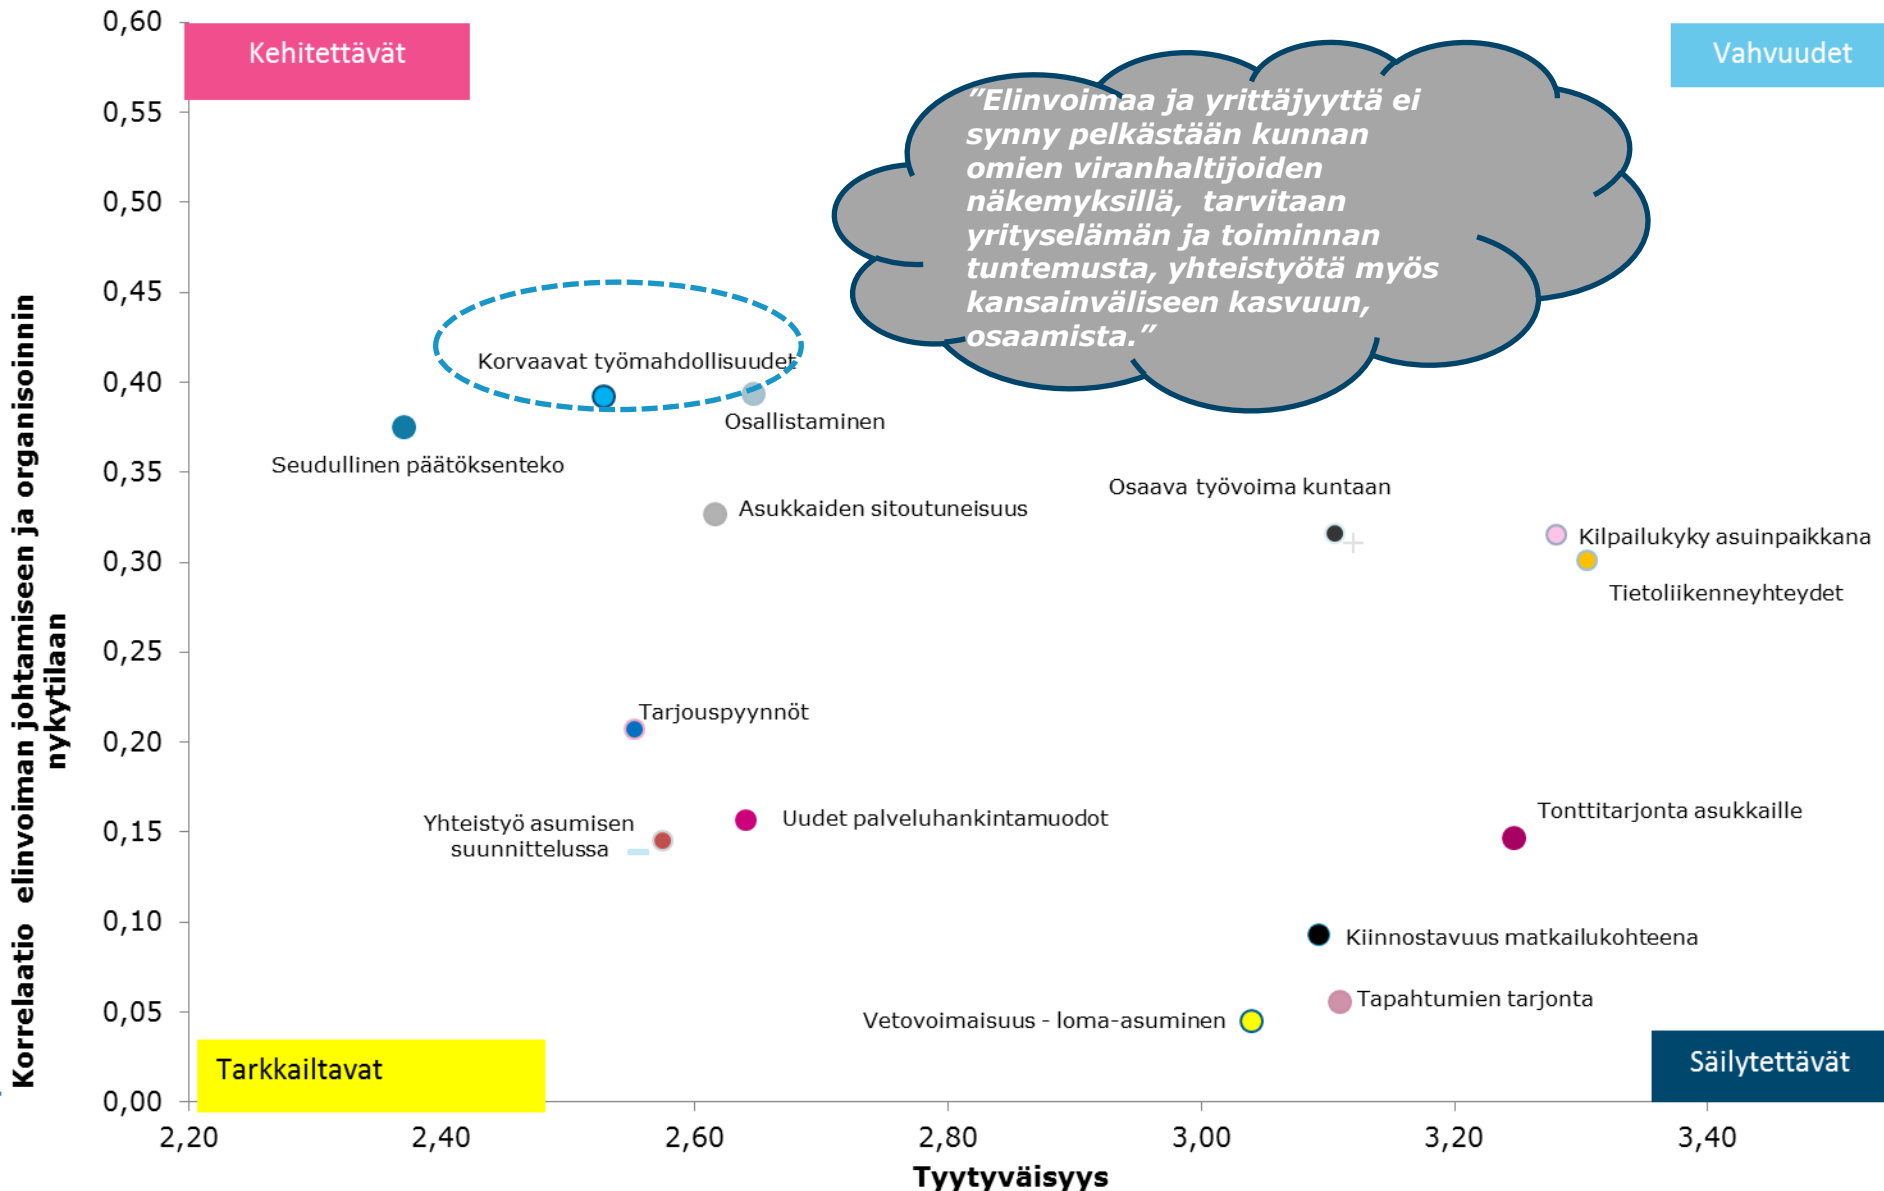 0,60
Kehitettävät
Vahvuudet
0,55
0,50
0,45
0,40
0,35
0,30
0,25
0,20
0,15
0,10
0,05
0,00
Korrelaatio elinvoiman johtamiseen ja organisoinnin
nykytilaan
"Elinvoimaa ja yrittäjyyttä ei
synny pelkästään kunnan
omien viranhaltijoiden
näkemyksillä, tarvitaan
yrityselämän ja toiminnan
tuntemusta, yhteistyötä myös
kansainväliseen kasvuun,
osaamista."
Korvaavat työmahdollisuudet
Osallistaminen
Seudullinen päätöksenteko
Osaava työvoima kuntaan
Asukkaiden sitoutuneisuus
Kilpailukyky asuinpaikkana
Tietoliikenneyhteydet
Tarjouspyynnöt
Tonttitarjonta asukkaille
Uudet palveluhankintamuodot
Yhteistyö asumisen
suunnittelussa
Kiinnostavuus matkailukohteena
Tapahtumien tarjonta
Vetovoimaisuus - loma-asuminen
Tarkkailtavat
Säilytettävät
2,20
2,40
2,60
2,80
3,00
3,20
3,40
Tyytyväisyys